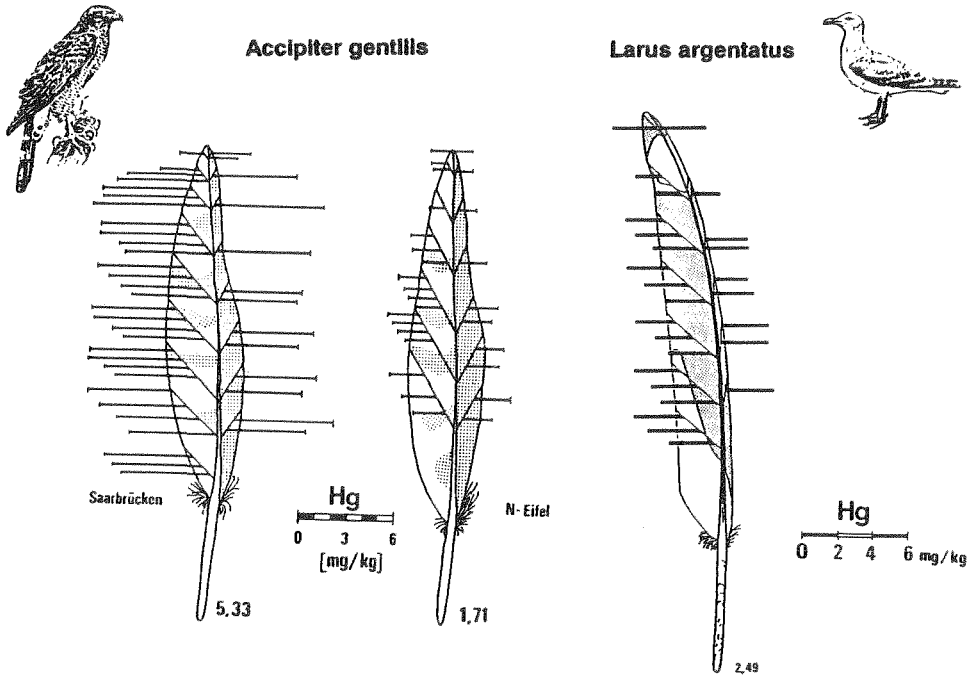 Accipiter gentilis
Larus argentatus
Saarbrücken
Hg
0 3 6
[mg/kg]
N-Eifel
Hg
0 2 4 6 mg/kg
5,33
1,71
2,49